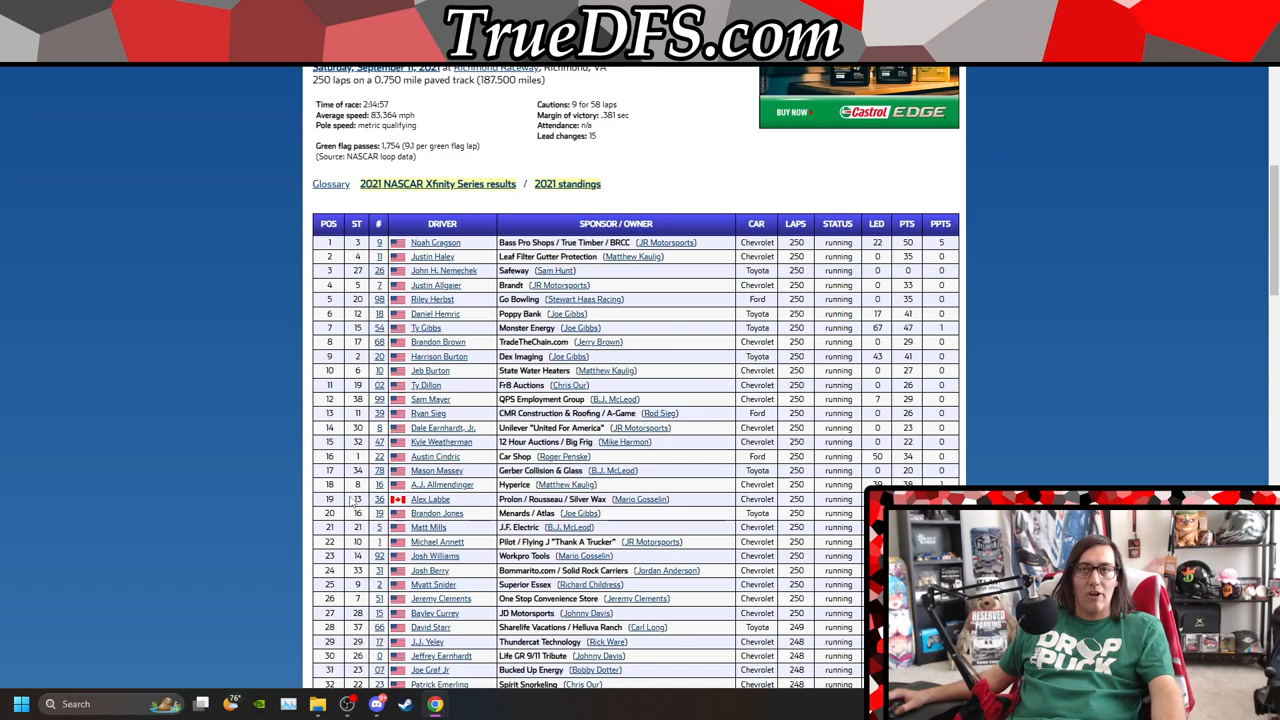 TrueDFS.com
Saturday, September 11, 2021 at Richmond Raceway, Richmond, VA
250 laps on a 0.750 mile paved track (187.500 miles)
Time of race: 2:14:57
Average speed: 83.364 mph
Pole speed: metric qualifying
Cautions: 9 for 58 laps
Margin of victory: .381 sec
Attendance: n/a
Lead changes: 15
Green flag passes: 1,754 (9.1 per green flag lap)
(Source: NASCAR loop data)
BUY NOW Castrol EDGE
Glossary 2021 NASCAR Xfinity Series results / 2021 standings
POS ST # DRIVER SPONSOR / OWNER CAR LAPS STATUS LED PTS PPTS
1 3 9 Noah Gragson Bass Pro Shops / True Timber / BRCC (JR Motorsports) Chevrolet 250 running 22 50 5
2 4 11 Justin Haley Leaf Filter Gutter Protection (Matthew Kaulig) Chevrolet 250 running 0 35 0
3 27 26 John H. Nemechek Safeway (Sam Hunt) Toyota 250 running 0 0 0
4 5 7 Justin Allgaier Brandt (JR Motorsports) Chevrolet 250 running 0 33 0
5 20 98 Riley Herbst Go Bowling (Stewart Haas Racing) Ford 250 running 0 35 0
6 12 18 Daniel Hemric Poppy Bank (Joe Gibbs) Toyota 250 running 17 41 0
7 15 54 Ty Gibbs Monster Energy (Joe Gibbs) Toyota 250 running 67 47 1
8 17 68 Brandon Brown TradeTheChain.com (Jerry Brown) Chevrolet 250 running 0 29 0
9 2 20 Harrison Burton Dex Imaging (Joe Gibbs) Toyota 250 running 43 41 0
10 6 10 Jeb Burton State Water Heaters (Matthew Kaulig) Chevrolet 250 running 0 27 0
11 19 02 Ty Dillon Fr8 Auctions (Chris Our) Chevrolet 250 running 0 26 0
12 38 99 Sam Mayer QPS Employment Group (B.J. McLeod) Chevrolet 250 running 7 29 0
13 11 39 Ryan Sieg CMR Construction & Roofing / A-Game (Rod Sieg) Ford 250 running 0 26 0
14 30 8 Dale Earnhardt, Jr. Unilever "United For America" (JR Motorsports) Chevrolet 250 running 0 23 0
15 32 47 Kyle Weatherman 12 Hour Auctions / Big Frig (Mike Harmon) Chevrolet 250 running 0 22 0
16 1 22 Austin Cindric Car Shop (Roger Penske) Ford 250 running 50 34 0
17 34 78 Mason Massey Gerber Collision & Glass (B.J. McLeod) Toyota 250 running 0 20 0
18 8 16 A.J. Allmendinger Hyperice (Matthew Kaulig) Chevrolet 250 running 39 38 1
19 13 36 Alex Labbe Prolon / Rousseau / Silver Wax (Mario Gosselin) Chevrolet 250 running
20 16 19 Brandon Jones Menards / Atlas (Joe Gibbs) Toyota 250 running
21 21 5 Matt Mills J.F. Electric (B.J. McLeod) Chevrolet 250 running
22 10 1 Michael Annett Pilot / Flying J "Thank A Trucker" (JR Motorsports) Chevrolet 250 running
23 14 92 Josh Williams Workpro Tools (Mario Gosselin) Chevrolet 250 running
24 33 31 Josh Berry Bommarito.com / Solid Rock Carriers (Jordan Anderson) Chevrolet 250 running
25 9 2 Myatt Snider Superior Essex (Richard Childress) Chevrolet 250 running
26 7 51 Jeremy Clements One Stop Convenience Store (Jeremy Clements) Chevrolet 250 running
27 28 15 Bayley Currey JD Motorsports (Johnny Davis) Chevrolet 250 running
28 37 66 David Starr Sharelife Vacations / Helluva Ranch (Carl Long) Toyota 249 running
29 29 17 J.J. Yeley Thundercat Technology (Rick Ware) Chevrolet 248 running
30 26 0 Jeffrey Earnhardt Life GR 9/11 Tribute (Johnny Davis) Chevrolet 248 running
31 23 07 Joe Graf Jr Bucked Up Energy (Bobby Dotter) Chevrolet 248 running
32 22 23 Patrick Emerling Spirit Snorkeling (Chris Our) Chevrolet 248 running
RESERVED PARKING
DROP PUCK
Search
76°